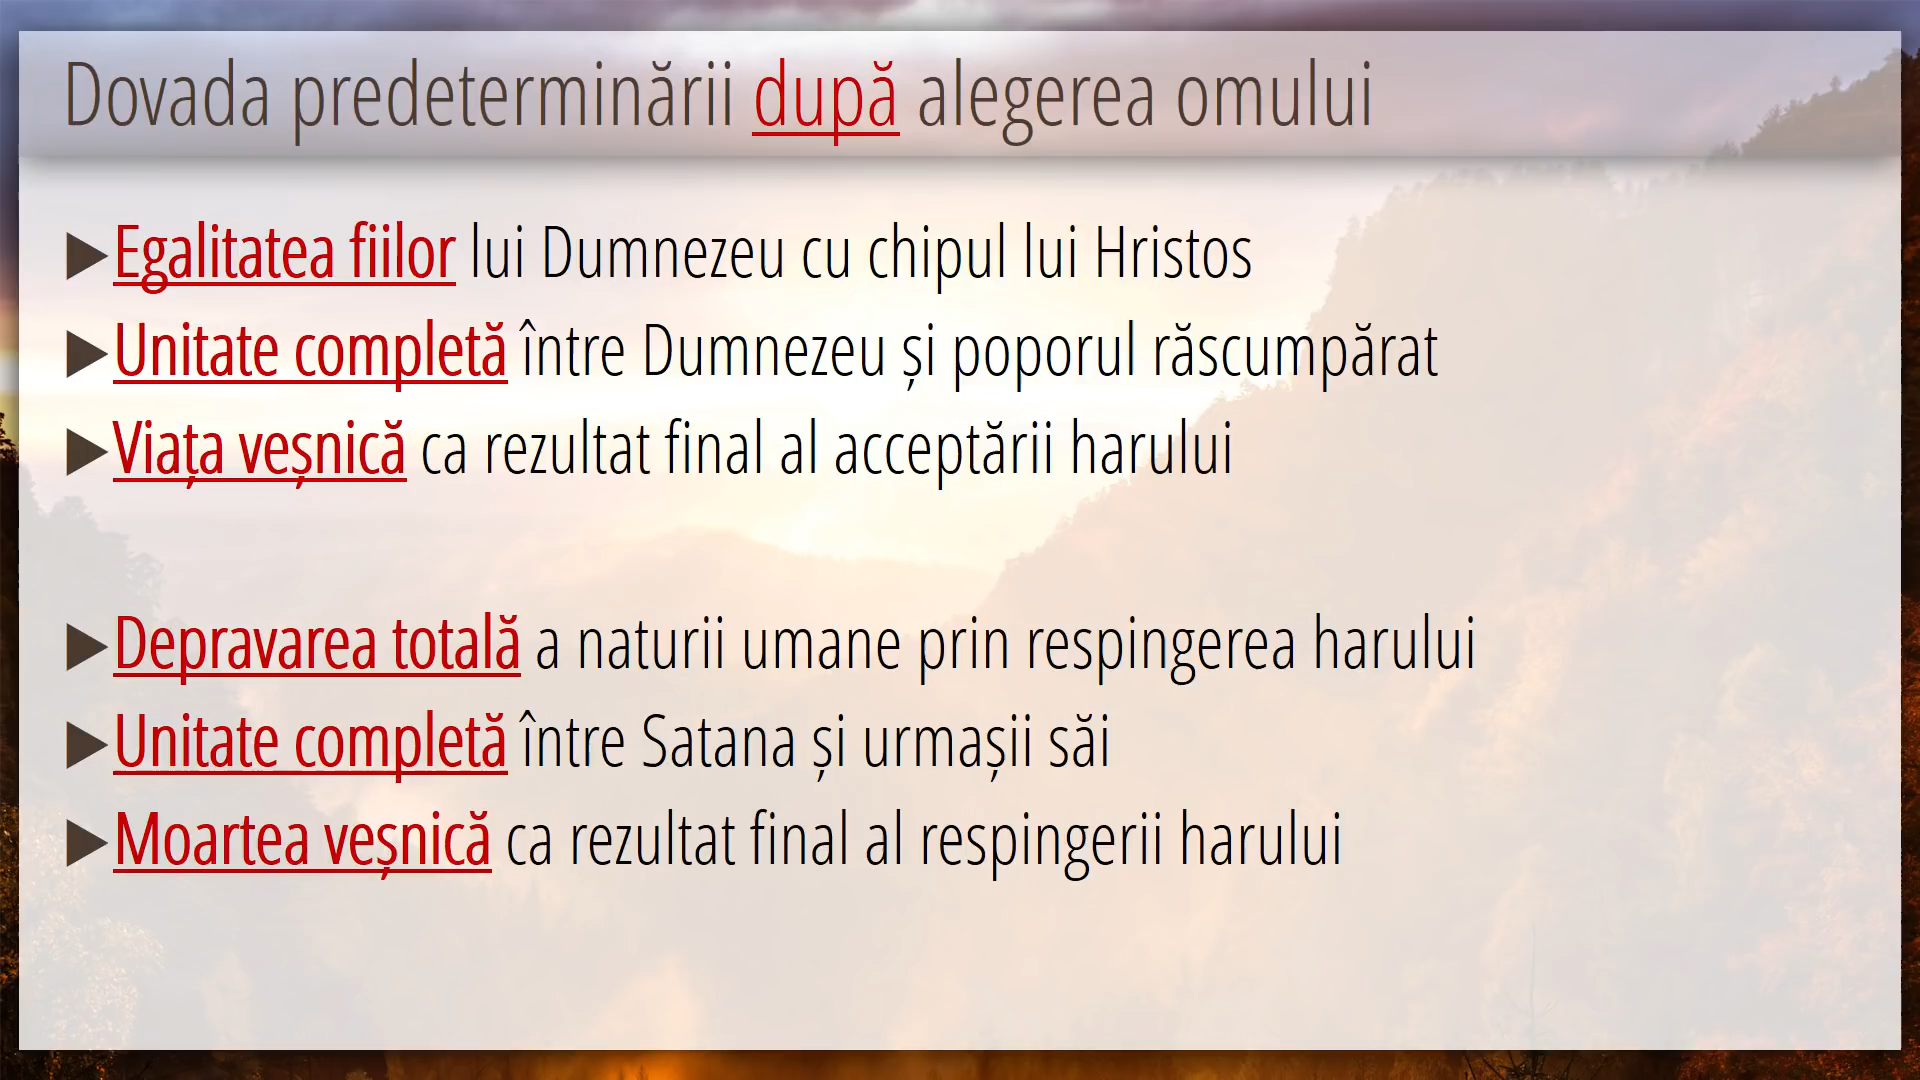 Dovada predeterminării după alegerea omului
Egalitatea fiilor lui Dumnezeu cu chipul lui Hristos
Unitate completă între Dumnezeu și poporul răscumpărat
Viața veșnică ca rezultat final al acceptării harului
Depravarea totală a naturii umane prin respingerea harului
Unitate completă între Satana și urmașii săi
Moartea veșnică ca rezultat final al respingerii harului